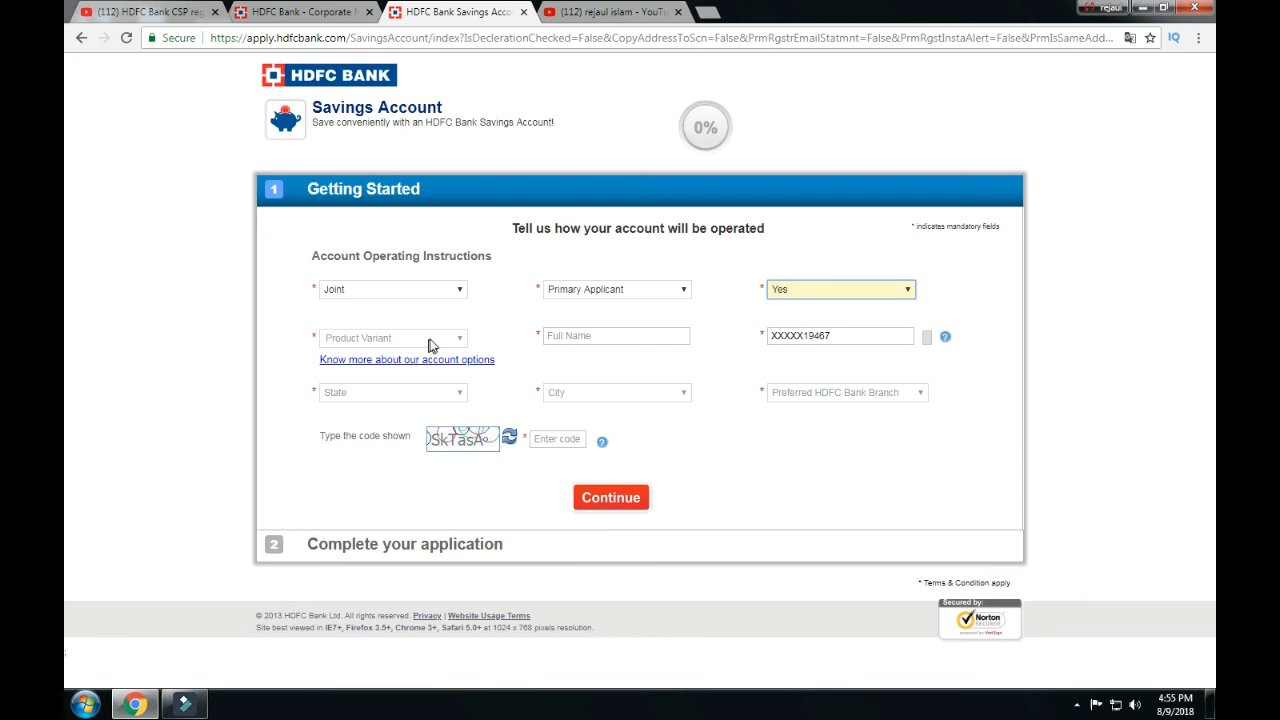 (112) HDFC Bank CSP reg
HDFC Bank - Corporate
HDFC Bank Savings Acco
(112) rejaul islam - YouTu
rejaul
Secure
https://apply.hdfcbank.com/SavingsAccount/index?IsDeclerationChecked=False&CopyAddressToScn=False&PrmRgstrEmailStatmnt=False&PrmRgstInstaAlert=False&PrmIsSameAdd...
IQ
HDFC BANK
Savings Account
Save conveniently with an HDFC Bank Savings Account!
0%
1 Getting Started
Tell us how your account will be operated
* indicates mandatory fields
Account Operating Instructions
* Joint * Primary Applicant * Yes
* Product Variant * Full Name * XXXXX19467 ?
Know more about our account options
* State * City * Preferred HDFC Bank Branch
Type the code shown SkTasA * Enter code ?
Continue
2 Complete your application
* Terms & Condition apply
© 2013 HDFC Bank Ltd. All rights reserved. Privacy | Website Usage Terms
Site best viewed in IE7+, Firefox 3.5+, Chrome 3+, Safari 5.0+ at 1024 x 768 pixels resolution.
Secured by:
Norton
SECURED
powered by VeriSign
;
4:55 PM
8/9/2018